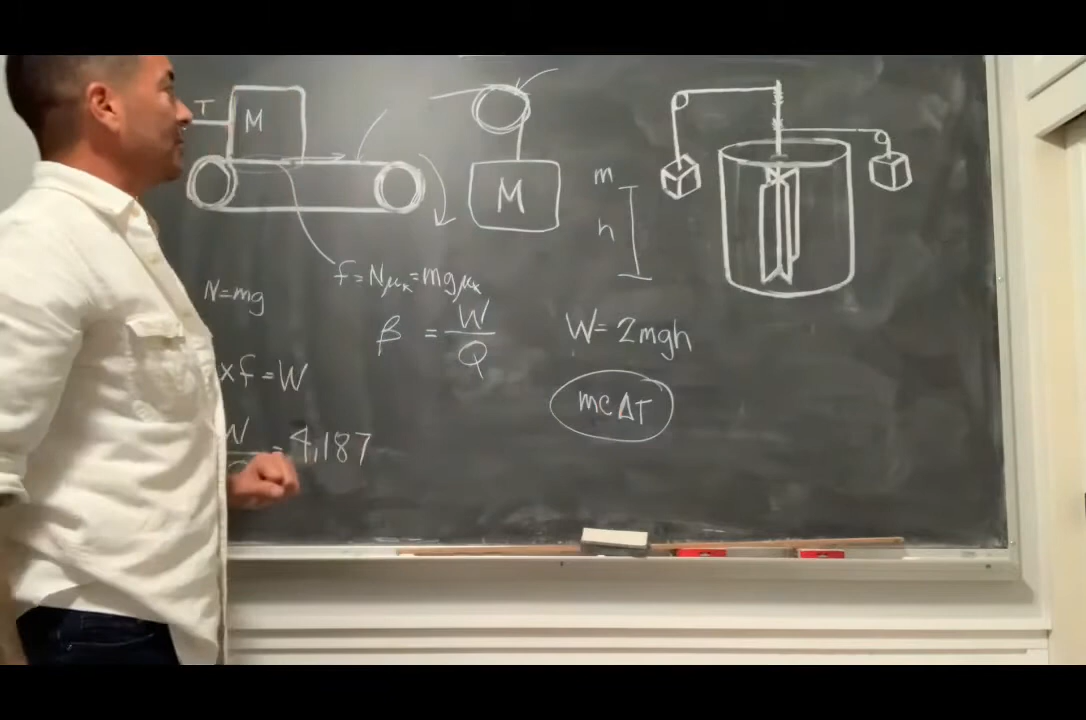 T
M
M
m
h
N=mg
f=Nμₖ=mgμₖ
β = W/Q
W=2mgh
xf=W
mcΔT
W
=4,187